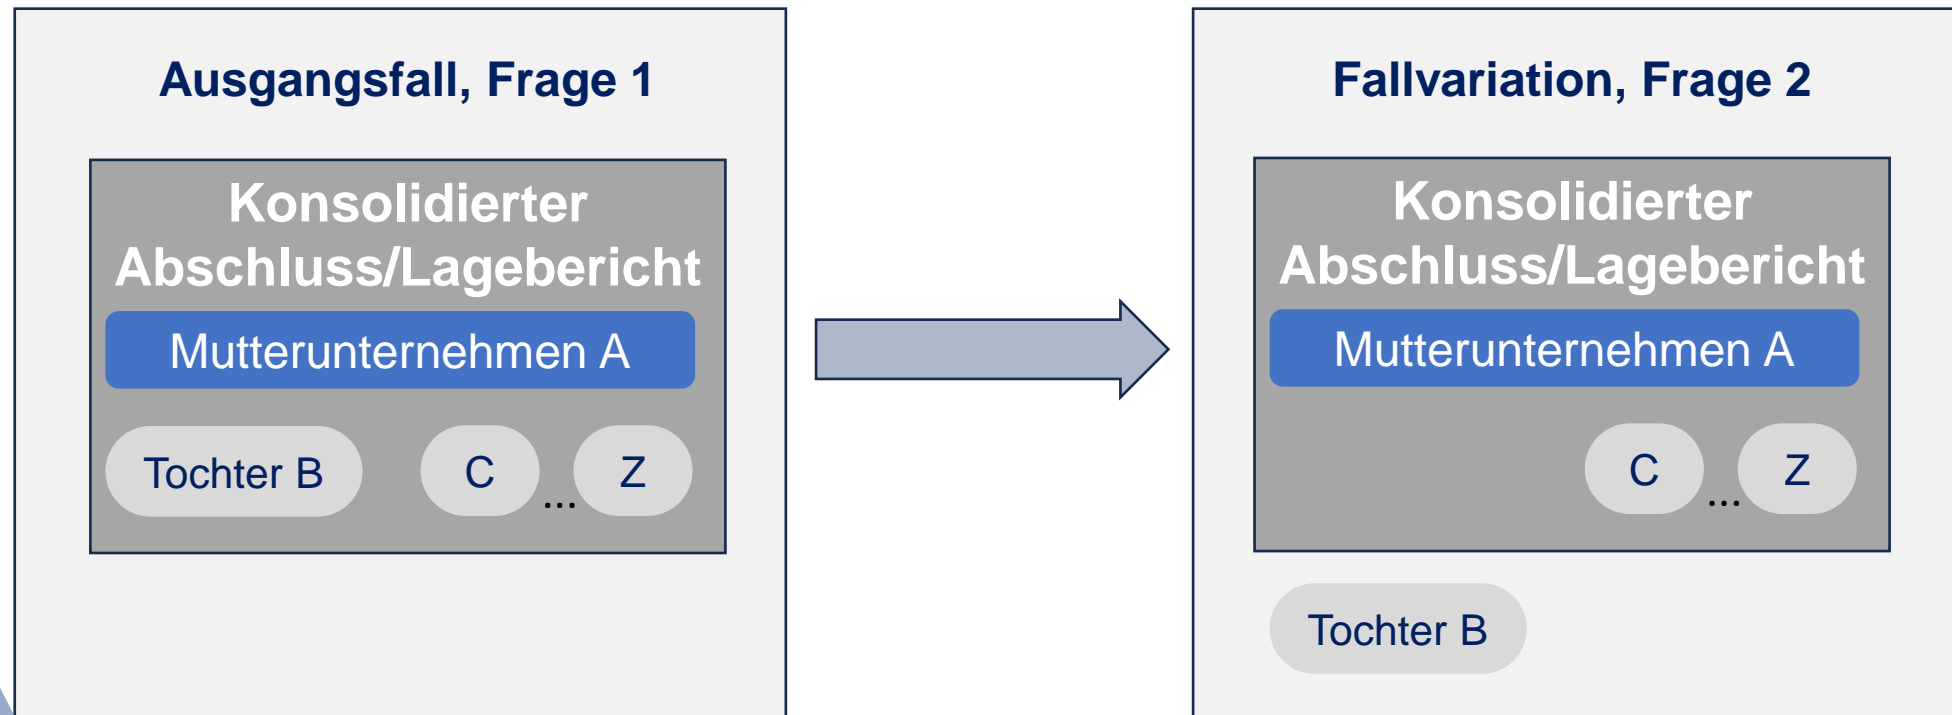 Ausgangsfall, Frage 1
Konsolidierter
Abschluss/Lagebericht
Mutterunternehmen A
Tochter B
C
...
Z
Fallvariation, Frage 2
Konsolidierter
Abschluss/Lagebericht
Mutterunternehmen A
C
...
Z
Tochter B